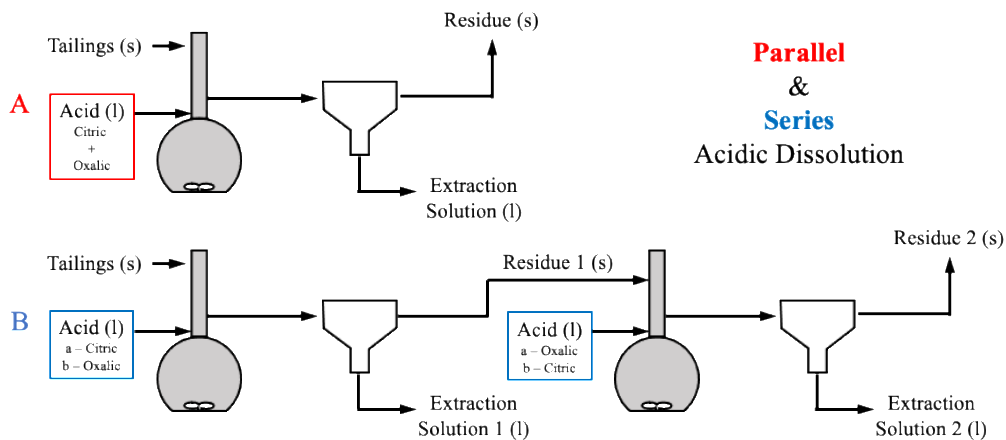 Residue (s)
Tailings (s)
Parallel
&
Series
Acidic Dissolution
A
Acid (l)
Citric
+
Oxalic
Extraction
Solution (l)
Residue 2 (s)
Tailings (s)
Residue 1 (s)
B
Acid (l)
a – Citric
b – Oxalic
Acid (l)
a – Oxalic
b – Citric
Extraction
Solution 1 (l)
Extraction
Solution 2 (l)